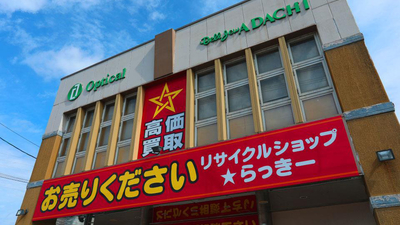 Optical
ADACHI
高価
買取
お売りください
リサイクルショップ
★らっきー